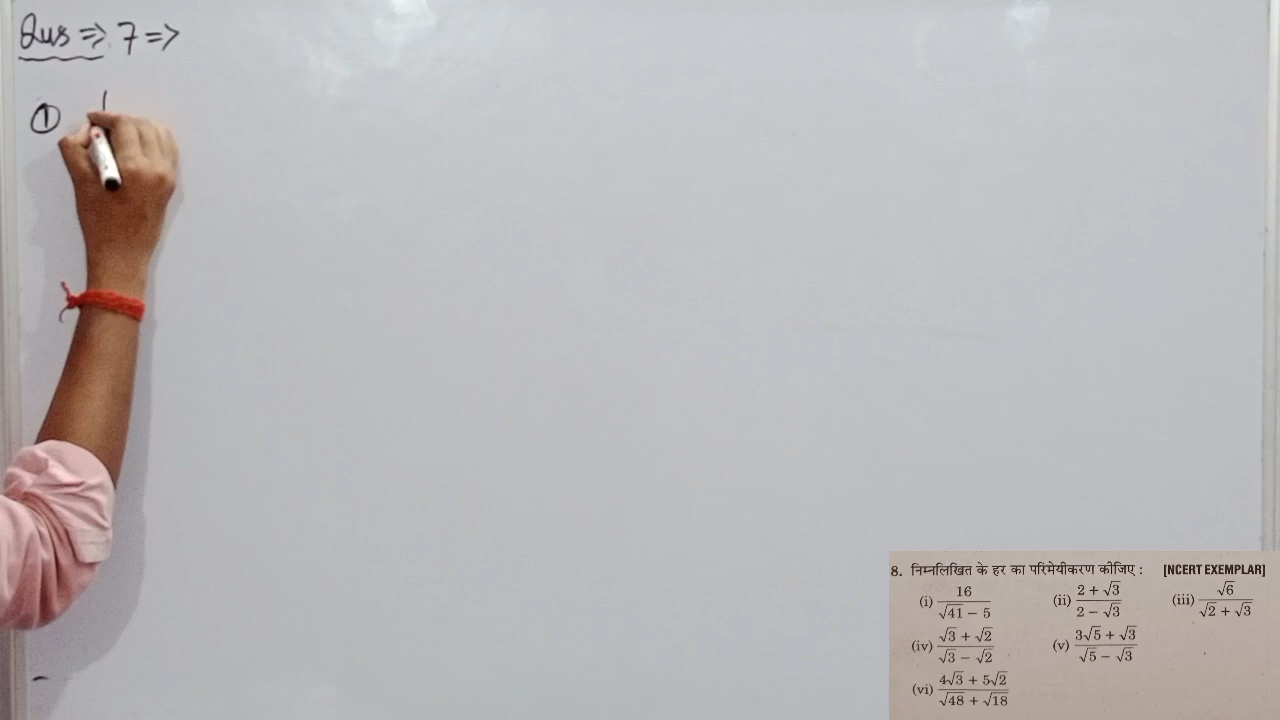 Qus => 7 =>
① 1
8. निम्नलिखित के हर का परिमेयीकरण कीजिए : [NCERT EXEMPLAR]
(i) 16/(√41 − 5) (ii) (2 + √3)/(2 − √3) (iii) √6/(√2 + √3)
(iv) (√3 + √2)/(√3 − √2) (v) (3√5 + √3)/(√5 − √3)
(vi) (4√3 + 5√2)/(√48 + √18)